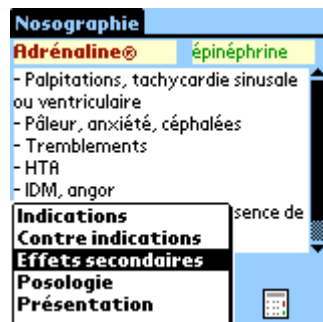 Nosographie
Adrénaline® épinéphrine
- Palpitations, tachycardie sinusale
ou ventriculaire
- Pâleur, anxiété, céphalées
- Tremblements
- HTA
- IDM, angor
sence de
Indications
Contre indications
Effets secondaires
Posologie
Présentation